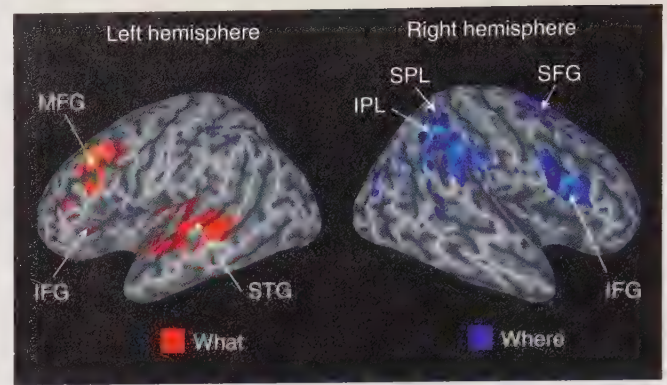 Left hemisphere
Right hemisphere
MFG
SPL
SFG
IPL
IFG
STG
IFG
What
Where